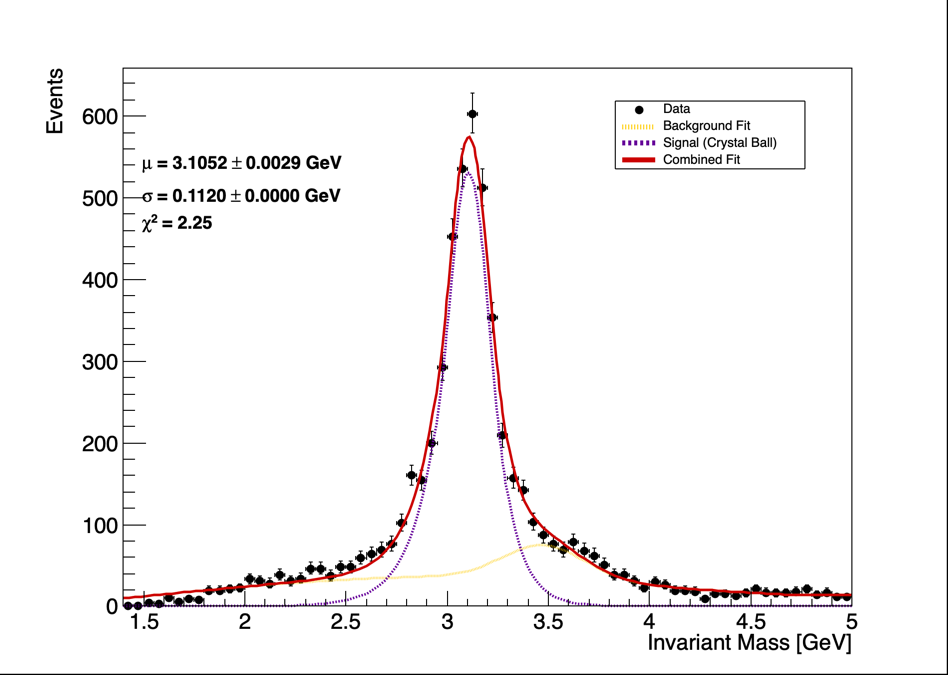 Events
600
500
400
300
200
100
0
μ = 3.1052 ± 0.0029 GeV
σ = 0.1120 ± 0.0000 GeV
χ² = 2.25
Data
Background Fit
Signal (Crystal Ball)
Combined Fit
1.5 2 2.5 3 3.5 4 4.5 5
Invariant Mass [GeV]